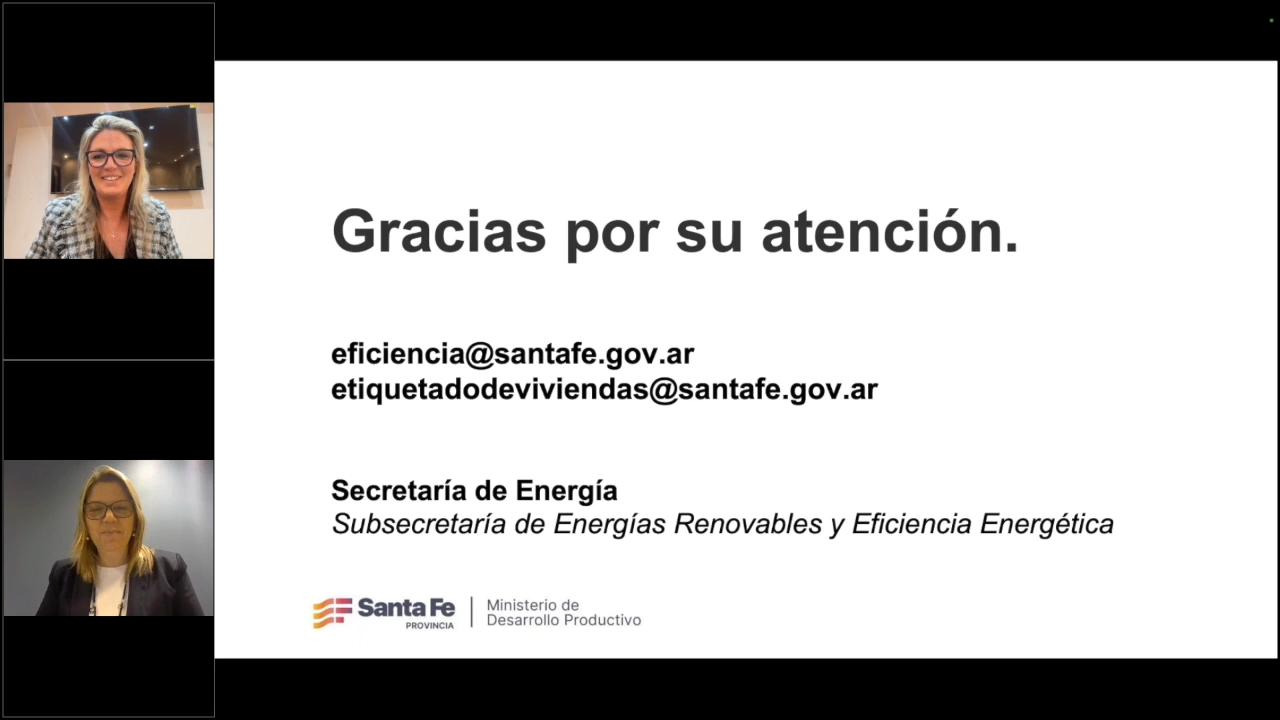 Gracias por su atención.
eficiencia@santafe.gov.ar
etiquetadodeviviendas@santafe.gov.ar
Secretaría de Energía
Subsecretaría de Energías Renovables y Eficiencia Energética
Santa Fe
PROVINCIA
Ministerio de
Desarrollo Productivo